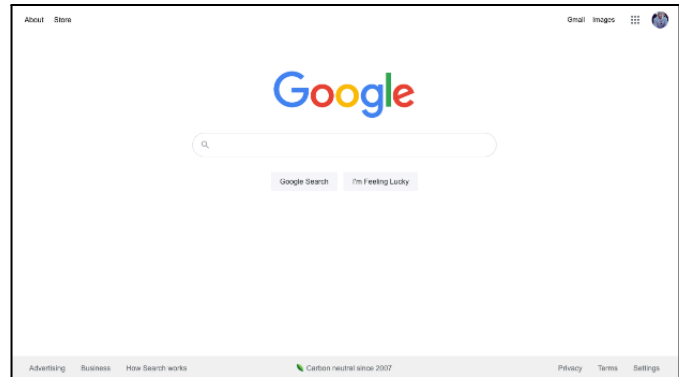 About Store Gmail Images
Google
Google Search I'm Feeling Lucky
Advertising Business How Search works Carbon neutral since 2007 Privacy Terms Settings